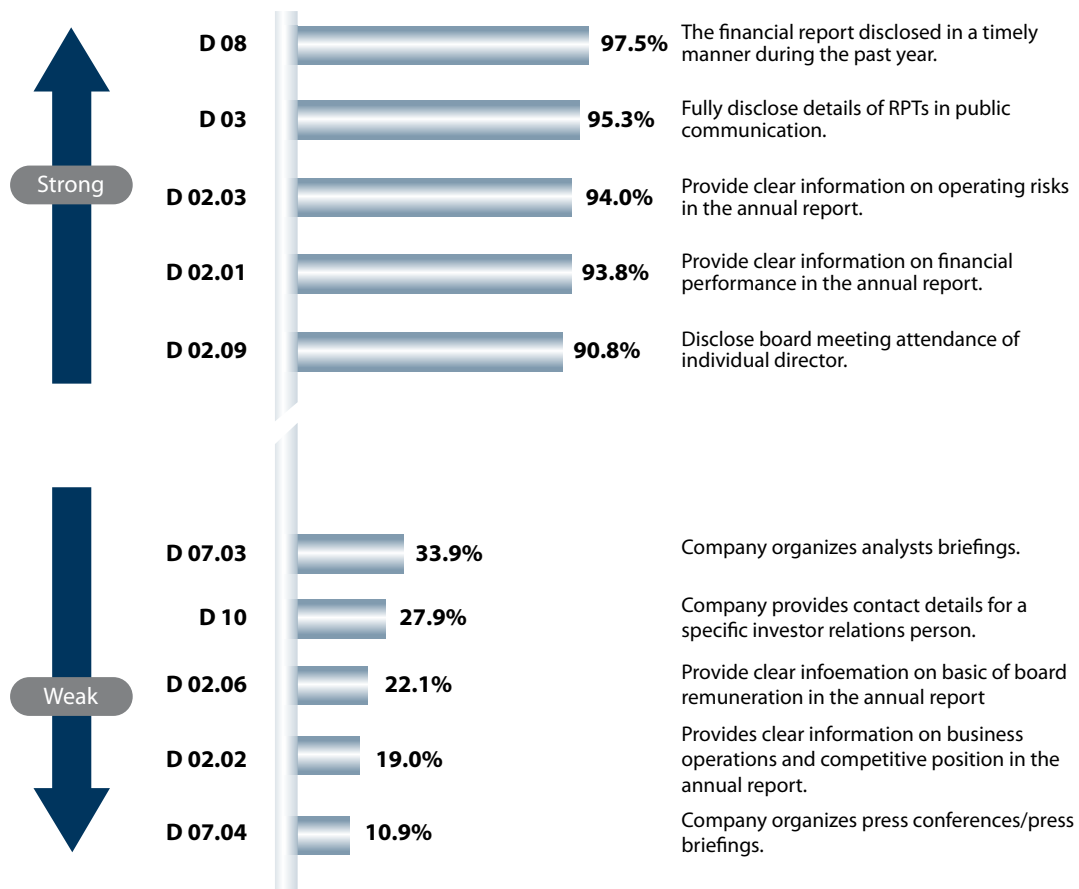 D 08
97.5%
The financial report disclosed in a timely
manner during the past year.
D 03
95.3%
Fully disclose details of RPTs in public
communication.
Strong
D 02.03
94.0%
Provide clear information on operating risks
in the annual report.
D 02.01
93.8%
Provide clear information on financial
performance in the annual report.
D 02.09
90.8%
Disclose board meeting attendance of
individual director.
D 07.03
33.9%
Company organizes analysts briefings.
D 10
27.9%
Company provides contact details for a
specific investor relations person.
Weak
D 02.06
22.1%
Provide clear infoemation on basic of board
remuneration in the annual report
D 02.02
19.0%
Provides clear information on business
operations and competitive position in the
annual report.
D 07.04
10.9%
Company organizes press conferences/press
briefings.